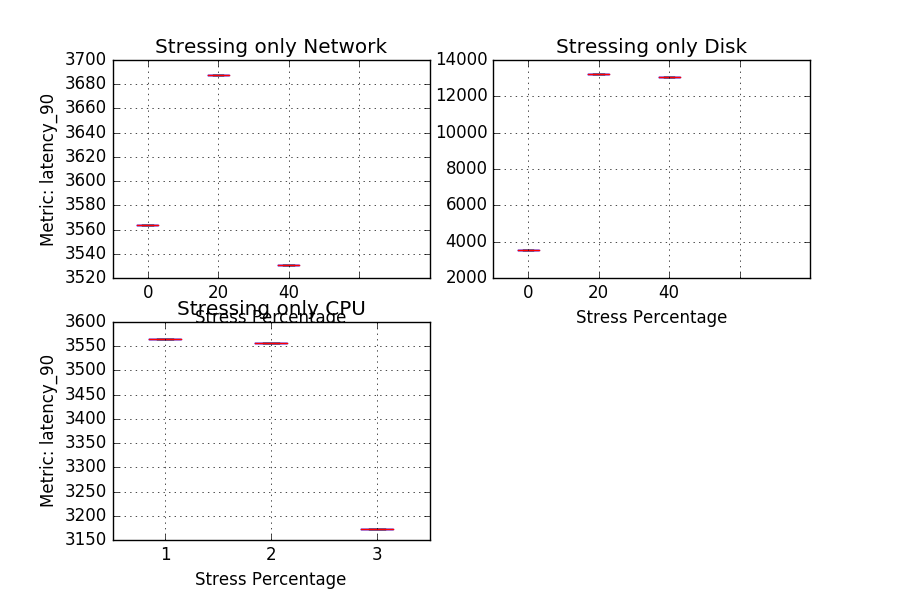 Stressing only Network
3700
3680
3660
3640
3620
3600
3580
3560
3540
3520
Metric: latency_90
0 20 40
Stress Percentage
Stressing only Disk
14000
12000
10000
8000
6000
4000
2000
0 20 40
Stress Percentage
Stressing only CPU
3600
3550
3500
3450
3400
3350
3300
3250
3200
3150
Metric: latency_90
1 2 3
Stress Percentage